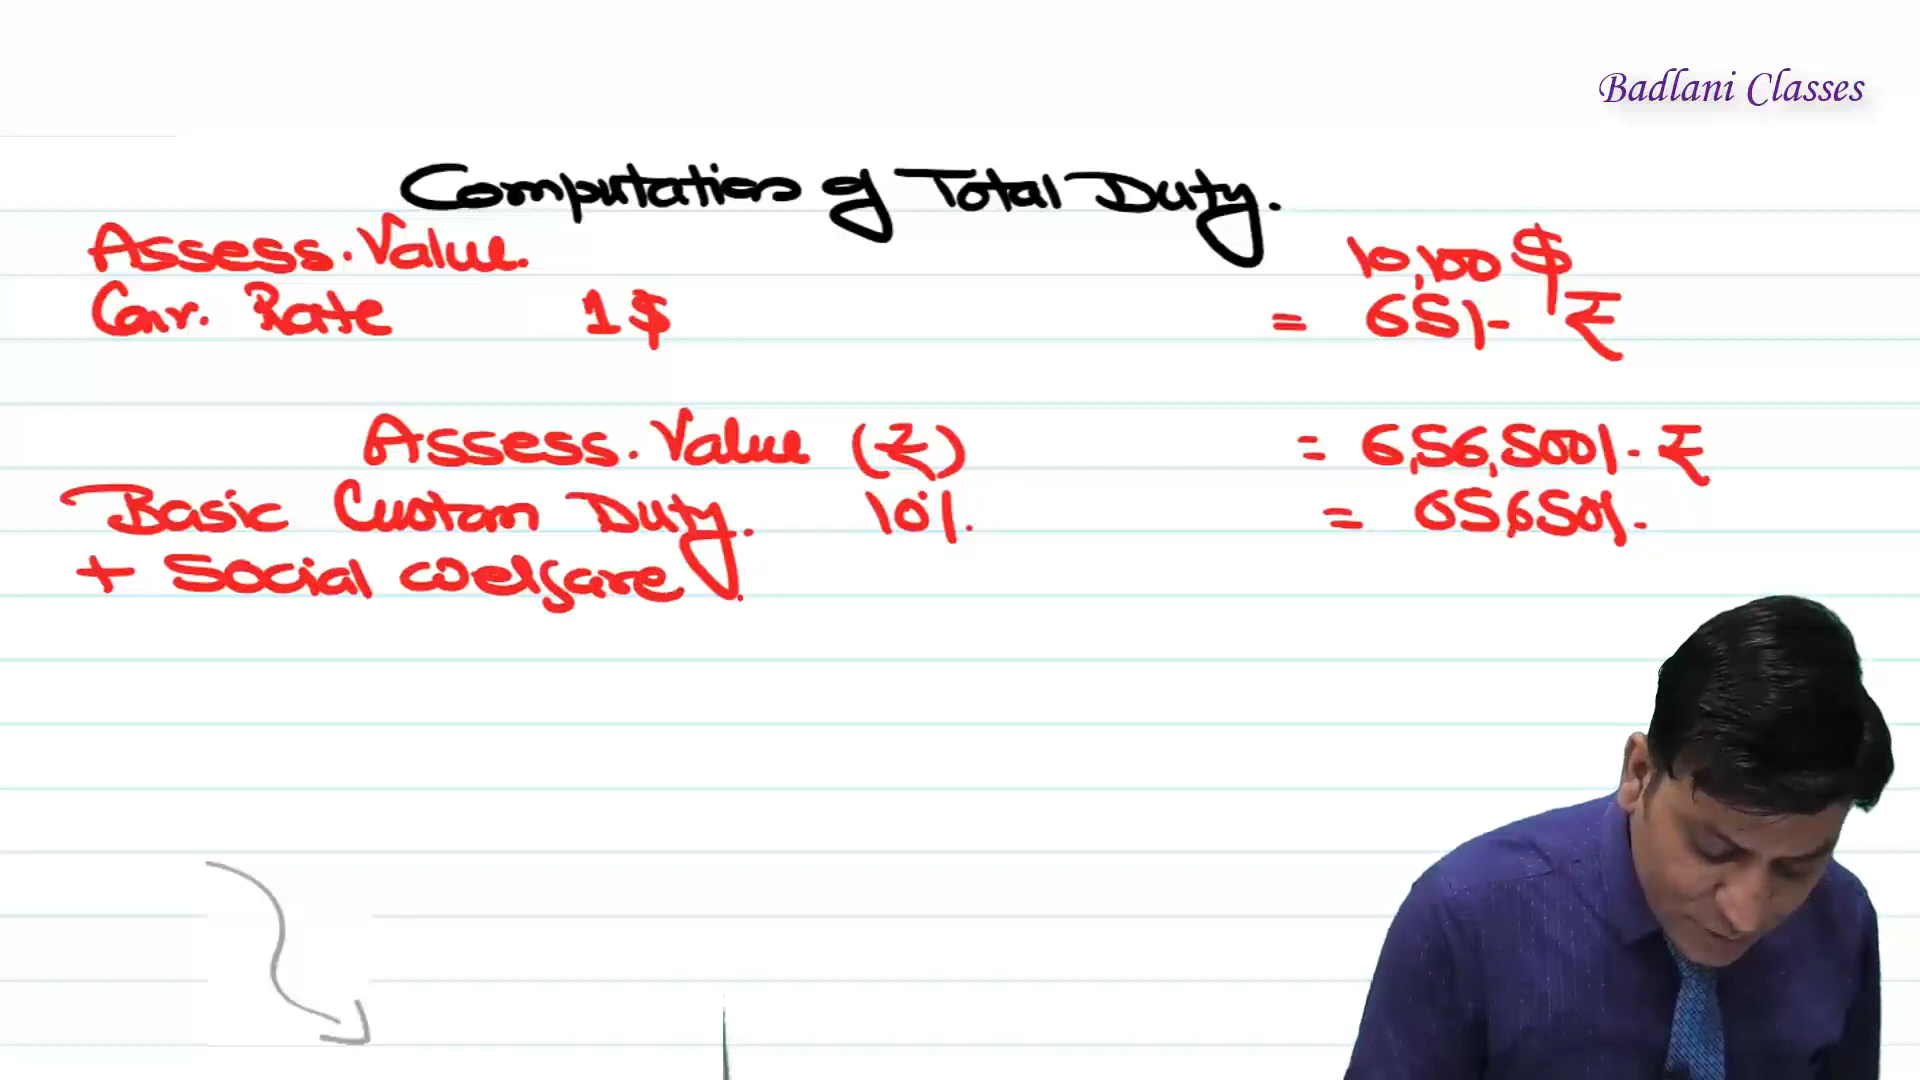 Badlani Classes
Computation of Total Duty.
Assess. Value. 10,100 $
Con. Rate 1 $ = 65/- ₹
Assess. Value (₹) = 6,56,500/- ₹
Basic Custom Duty. 10%. = 65,650/-
+ Social welfare.